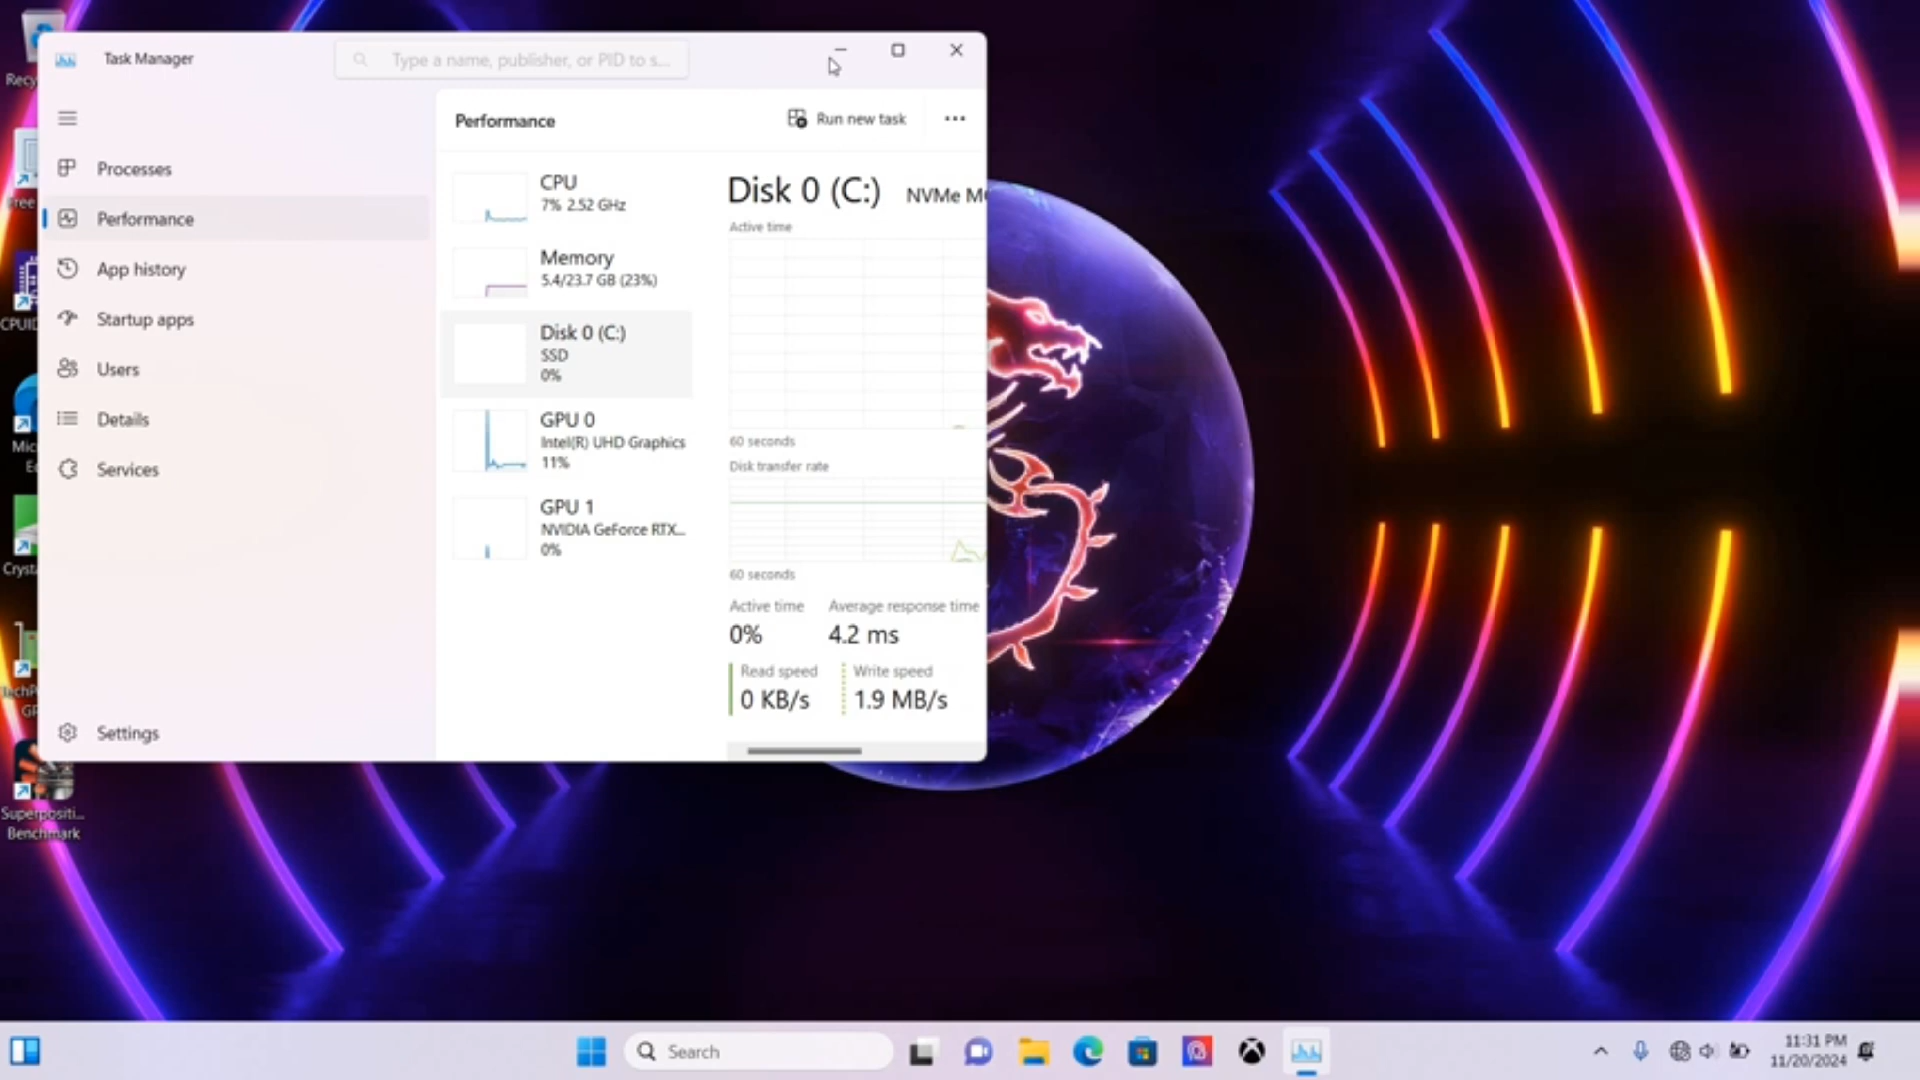 Task Manager
Type a name, publisher, or PID to s...
Performance
Run new task
Processes
Performance
App history
Startup apps
Users
Details
Services
Settings
CPU
7% 2.52 GHz
Memory
5.4/23.7 GB (23%)
Disk 0 (C:)
SSD
0%
GPU 0
Intel(R) UHD Graphics
11%
GPU 1
NVIDIA GeForce RTX...
0%
Disk 0 (C:)
NVMe
Active time
60 seconds
Disk transfer rate
60 seconds
Active time
Average response time
0%
4.2 ms
Read speed
Write speed
0 KB/s
1.9 MB/s
Superpositi...
Benchmark
Search
11:31 PM
11/20/2024